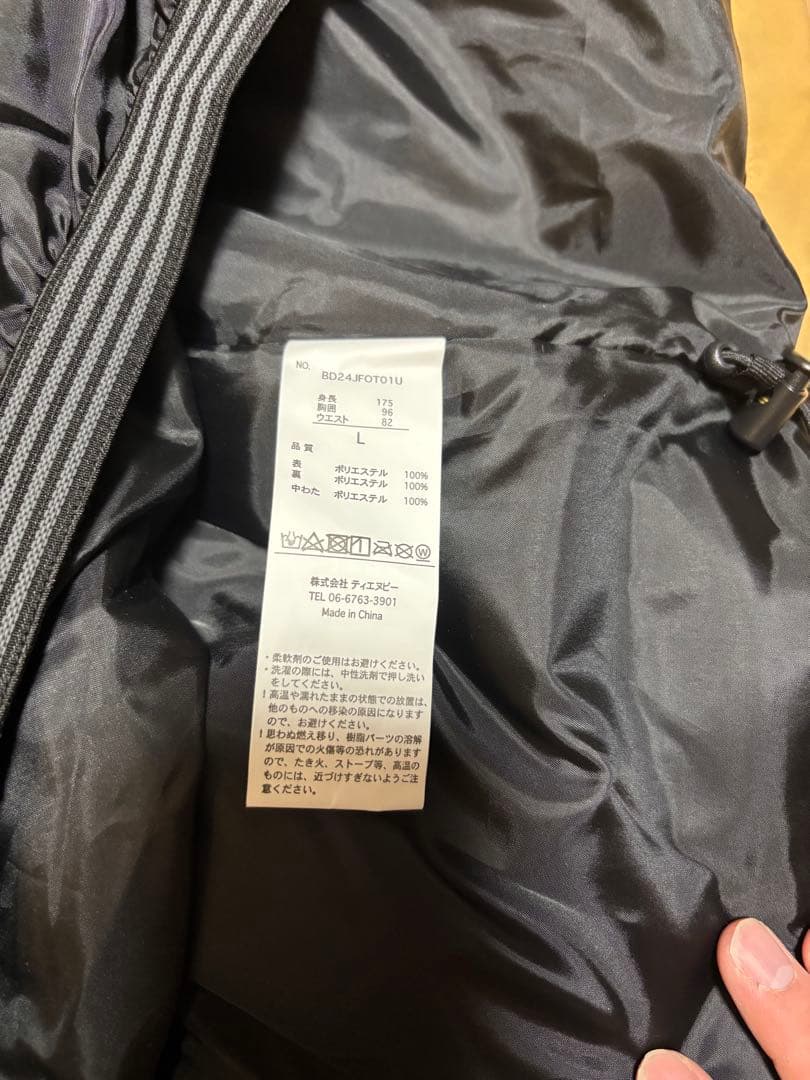 NO.
BD24JFOT01U
身長 175
胸囲 96
ウエスト 82
L
品質
表 ポリエステル 100%
裏 ポリエステル 100%
中わた ポリエステル 100%
W
株式会社 ティエヌピー
TEL 06-6763-3901
Made in China
・柔軟剤のご使用はお避けください。
・洗濯の際には、中性洗剤で押し洗い
をしてください。
！高温や濡れたままの状態での放置は、
他のものへの移染の原因になります
ので、お避けください。
！思わぬ燃え移り、樹脂パーツの溶解
が原因での火傷等の恐れがあります
ので、たき火、ストーブ等、高温の
ものには、近づけすぎないようご注
意ください。